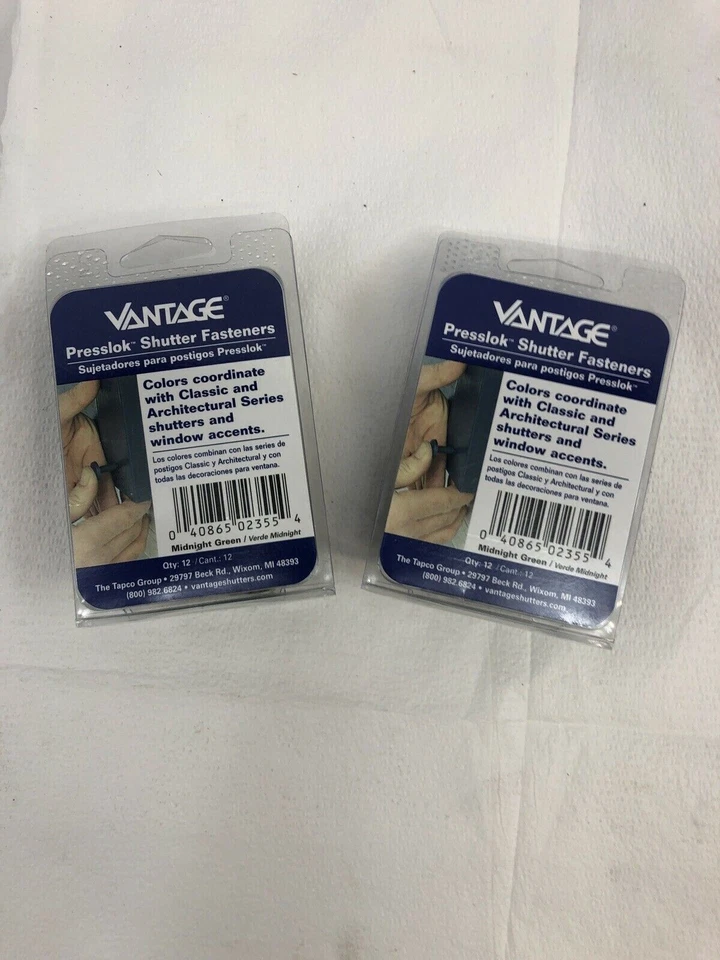 VANTAGE®
Presslok™ Shutter Fasteners
Sujetadores para postigos Presslok™
Colors coordinate
with Classic and
Architectural Series
shutters and
window accents.
Los colores combinan con las series de
postigos Classic y Architectural y con
todas las decoraciones para ventana.
0 40865 02355 4
Midnight Green / Verde Midnight
Qty: 12 / Cant.: 12
The Tapco Group • 29797 Beck Rd., Wixom, MI 48393
(800) 982.6824 • vantageshutters.com
VANTAGE®
Presslok™ Shutter Fasteners
Sujetadores para postigos Presslok™
Colors coordinate
with Classic and
Architectural Series
shutters and
window accents.
Los colores combinan con las series de
postigos Classic y Architectural y con
todas las decoraciones para ventana.
0 40865 02355 4
Midnight Green / Verde Midnight
Qty: 12 / Cant.: 12
The Tapco Group • 29797 Beck Rd., Wixom, MI 48393
(800) 982.6824 • vantageshutters.com